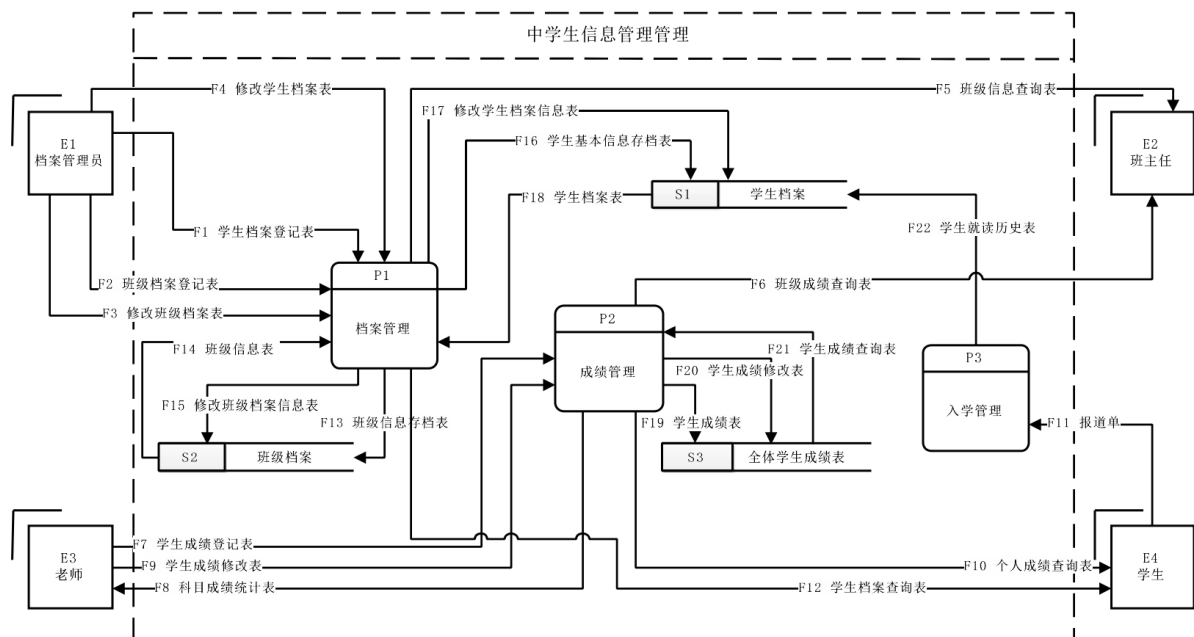 中学生信息管理管理
F4 修改学生档案表
F5 班级信息查询表
F17 修改学生档案信息表
E1
档案管理员
E2
班主任
F16 学生基本信息存档表
F18 学生档案表
S1
学生档案
F1 学生档案登记表
F22 学生就读历史表
P1
F2 班级档案登记表
F6 班级成绩查询表
F3 修改班级档案表
档案管理
P2
F14 班级信息表
F21 学生成绩查询表
P3
成绩管理
F20 学生成绩修改表
F15 修改班级档案信息表
入学管理
F13 班级信息存档表
F19 学生成绩表
F11 报道单
S2
班级档案
S3
全体学生成绩表
F7 学生成绩登记表
E3
老师
F9 学生成绩修改表
F10 个人成绩查询表
E4
学生
F8 科目成绩统计表
F12 学生档案查询表